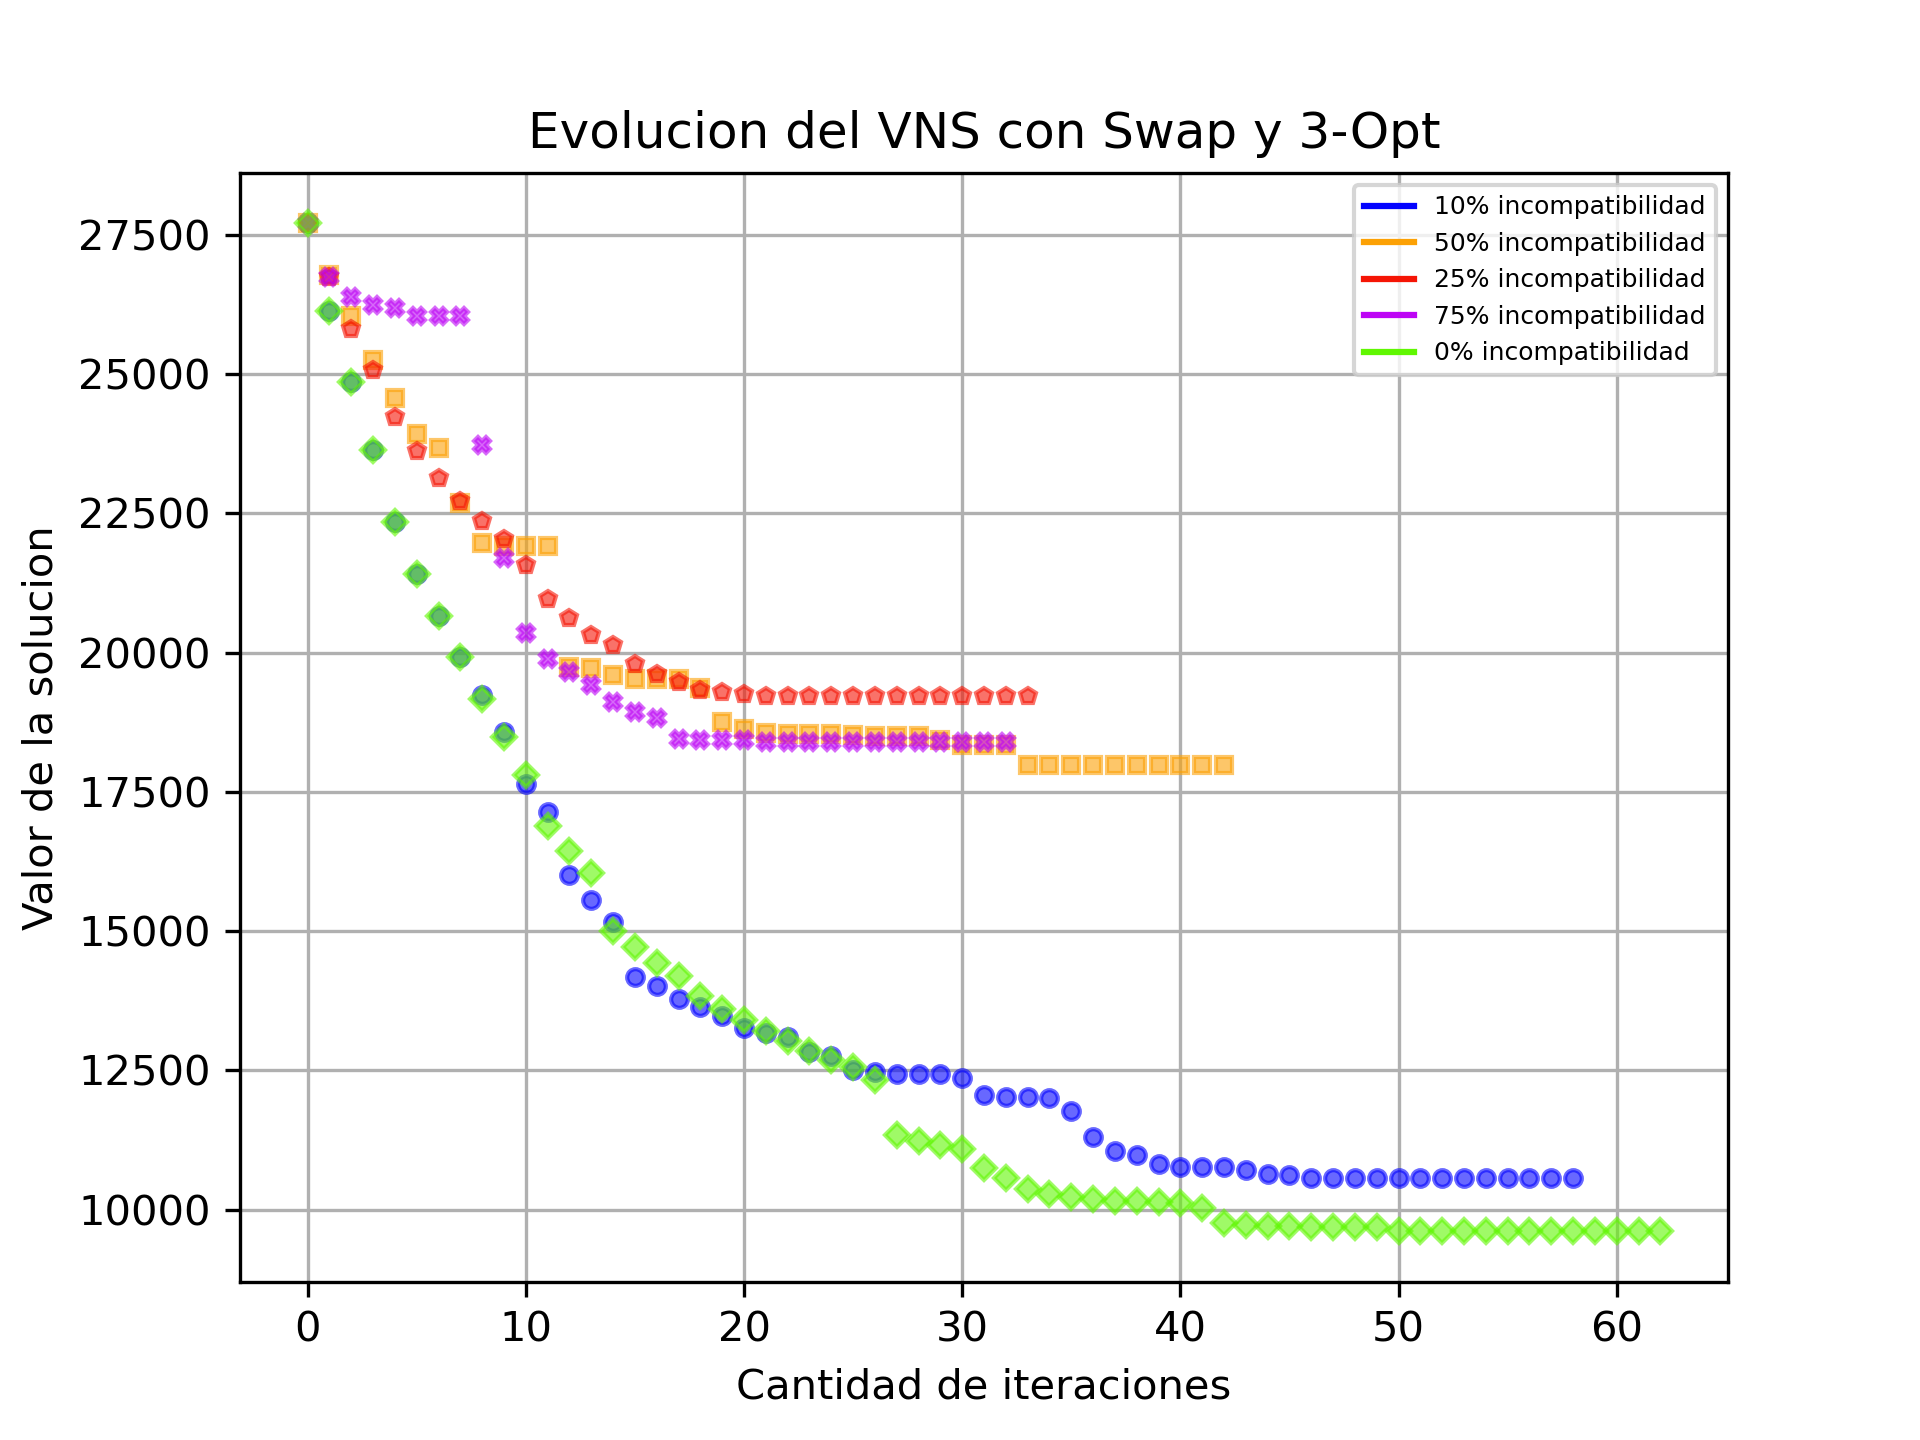 Evolucion del VNS con Swap y 3-Opt
10% incompatibilidad
50% incompatibilidad
25% incompatibilidad
75% incompatibilidad
0% incompatibilidad
Valor de la solucion
27500
25000
22500
20000
17500
15000
12500
10000
0 10 20 30 40 50 60
Cantidad de iteraciones